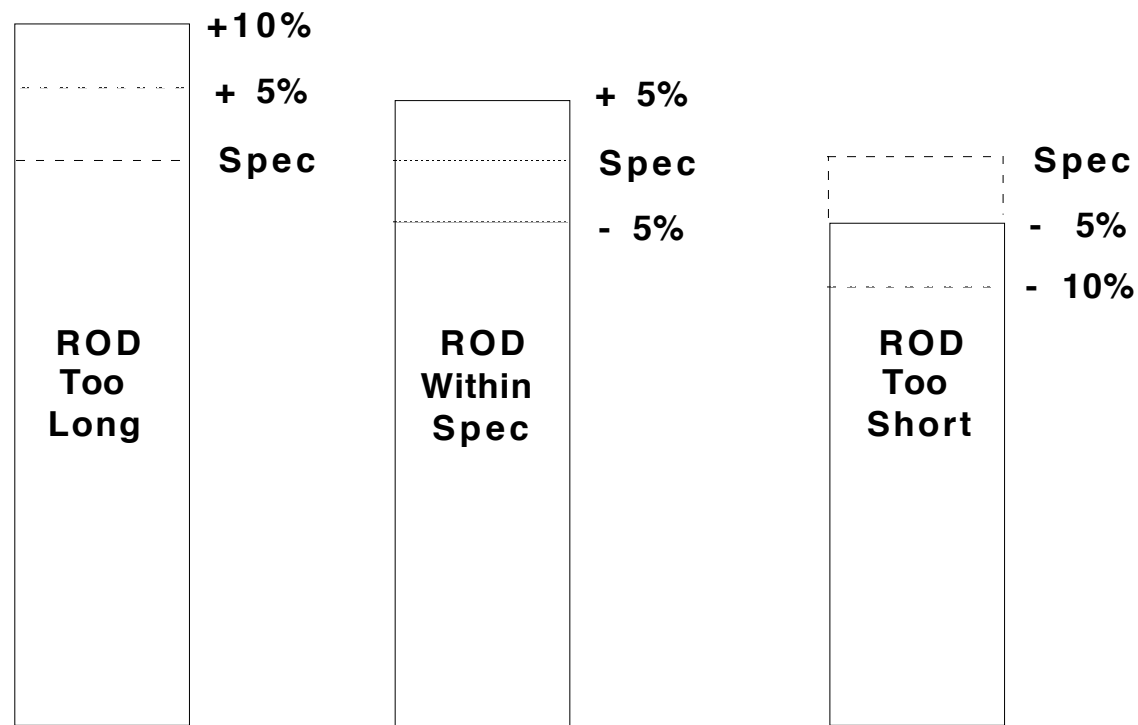 +10%
+ 5%
Spec
ROD
Too
Long
+ 5%
Spec
- 5%
ROD
Within
Spec
Spec
- 5%
- 10%
ROD
Too
Short